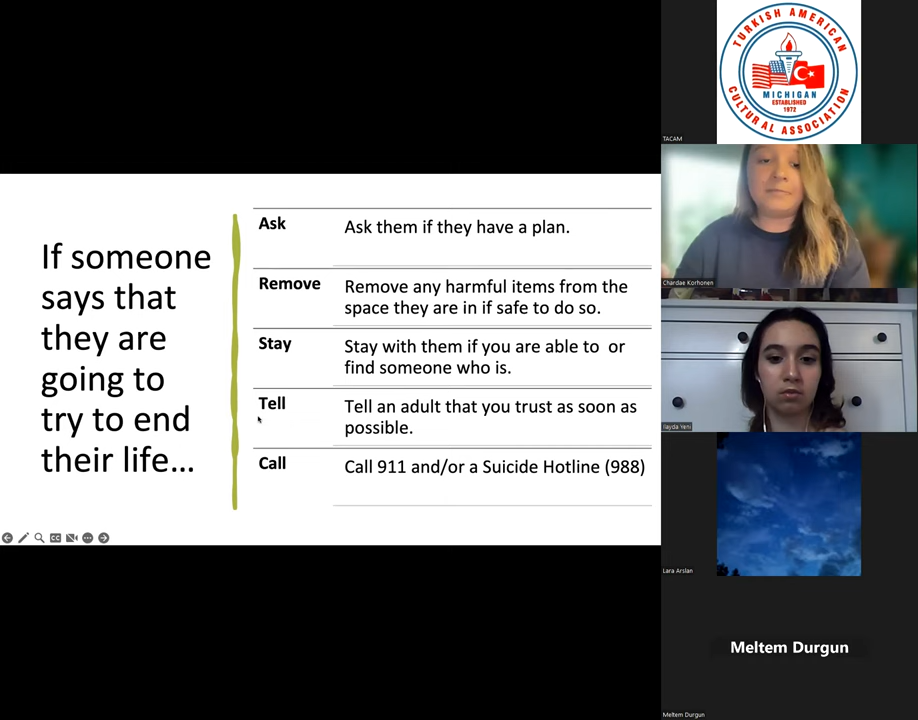 If someone
says that
they are
going to
try to end
their life...
Ask
Ask them if they have a plan.
Remove
Remove any harmful items from the
space they are in if safe to do so.
Stay
Stay with them if you are able to or
find someone who is.
Tell
Tell an adult that you trust as soon as
possible.
Call
Call 911 and/or a Suicide Hotline (988)
CC
TURKISH AMERICAN
CULTURAL ASSOCIATION
MICHIGAN
ESTABLISHED
1972
TACAM
Chardae Korhonen
Ilayda Yeni
Lara Arslan
Meltem Durgun
Meltem Durgun